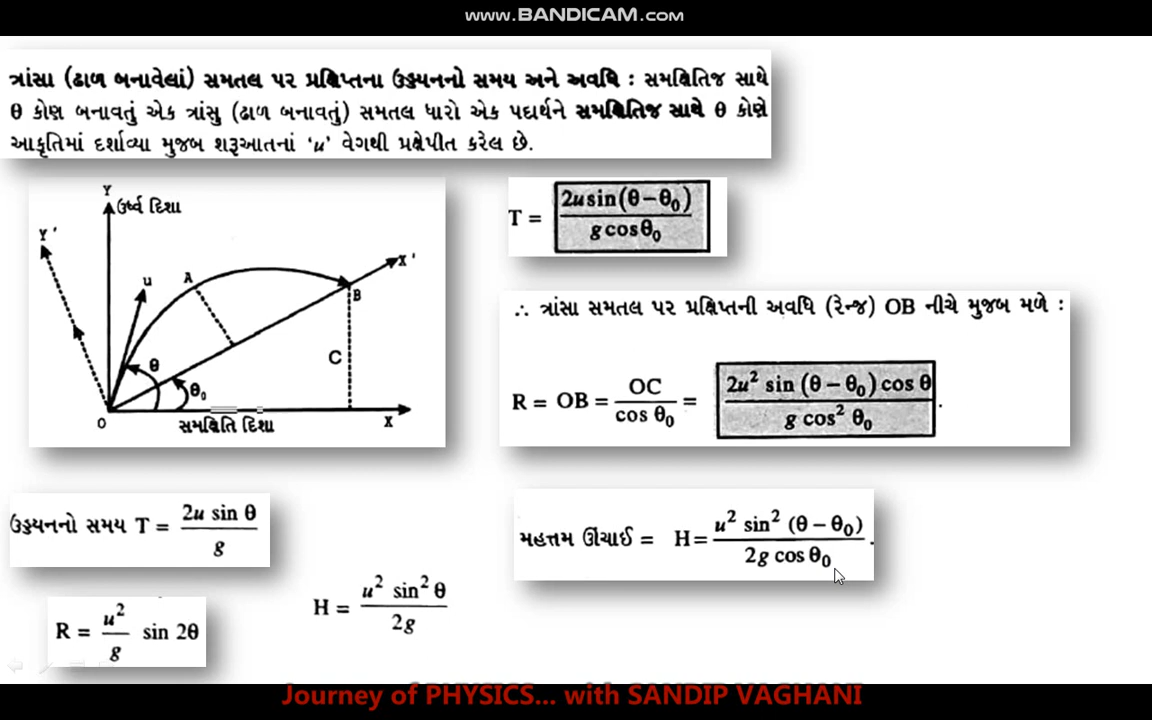 www.BANDICAM.com
ત્રાંસા (ઢાળ બનાવેલાં) સમતલ પર પ્રક્ષિપ્તના ઉડ્ડયનનો સમય અને અવધિ : સમક્ષિતિજ સાથે
θ કોણ બનાવતું એક ત્રાંસુ (ઢાળ બનાવતું) સમતલ ધારો એક પદાર્થને સમક્ષિતિજ સાથે θ કોણે
આકૃતિમાં દર્શાવ્યા મુજબ શરૂઆતનાં ‘u’ વેગથી પ્રક્ષેપીત કરેલ છે.
Y
ઉર્ધ્વ દિશા
Y'
X'
u
A
B
C
θ
θ₀
O
સમક્ષિતિ દિશા
X
T = 2u sin(θ – θ₀) / g cos θ₀
∴ ત્રાંસા સમતલ પર પ્રક્ષિપ્તની અવધિ (રેન્જ) OB નીચે મુજબ મળે :
R = OB = OC / cos θ₀ = 2u² sin (θ – θ₀) cos θ / g cos² θ₀ .
ઉડ્ડયનનો સમય T = 2u sin θ / g
મહત્તમ ઊંચાઈ = H = u² sin² (θ – θ₀) / 2g cos θ₀ .
R = u² / g sin 2θ
H = u² sin² θ / 2g
Journey of PHYSICS... with SANDIP VAGHANI